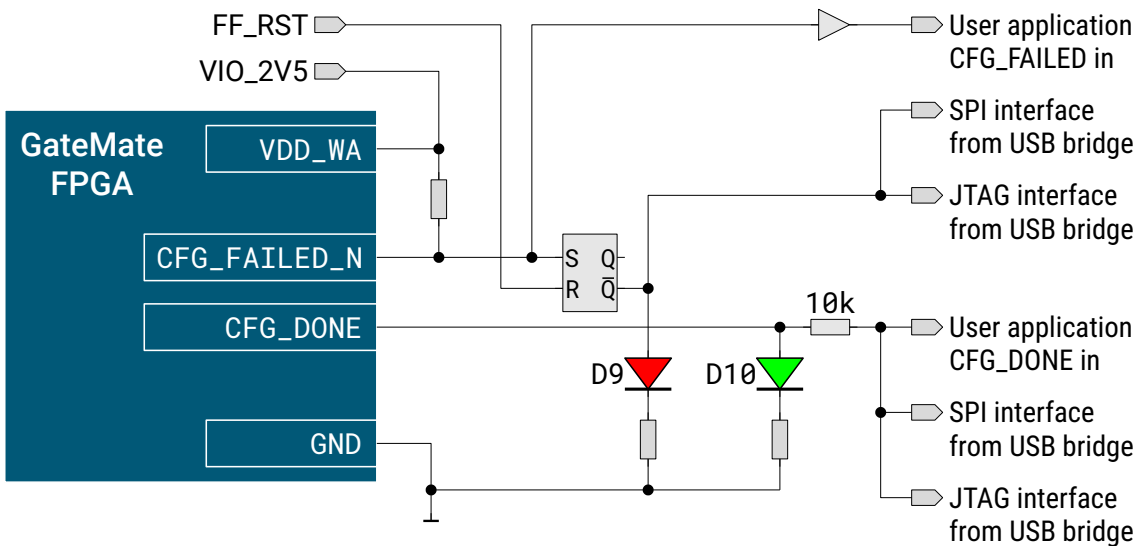 FF_RST
VIO_2V5
User application
CFG_FAILED in
SPI interface
from USB bridge
GateMate
FPGA
VDD_WA
JTAG interface
from USB bridge
CFG_FAILED_N
S Q
R Q̅
CFG_DONE
10k
User application
CFG_DONE in
D9
D10
SPI interface
from USB bridge
GND
JTAG interface
from USB bridge